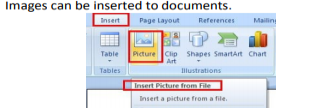 Images can be inserted to documents.
Insert Page Layout References Mailin
Table Picture Clip Art Shapes SmartArt Chart
Tables Illustrations
Insert Picture from File
Insert a picture from a file.